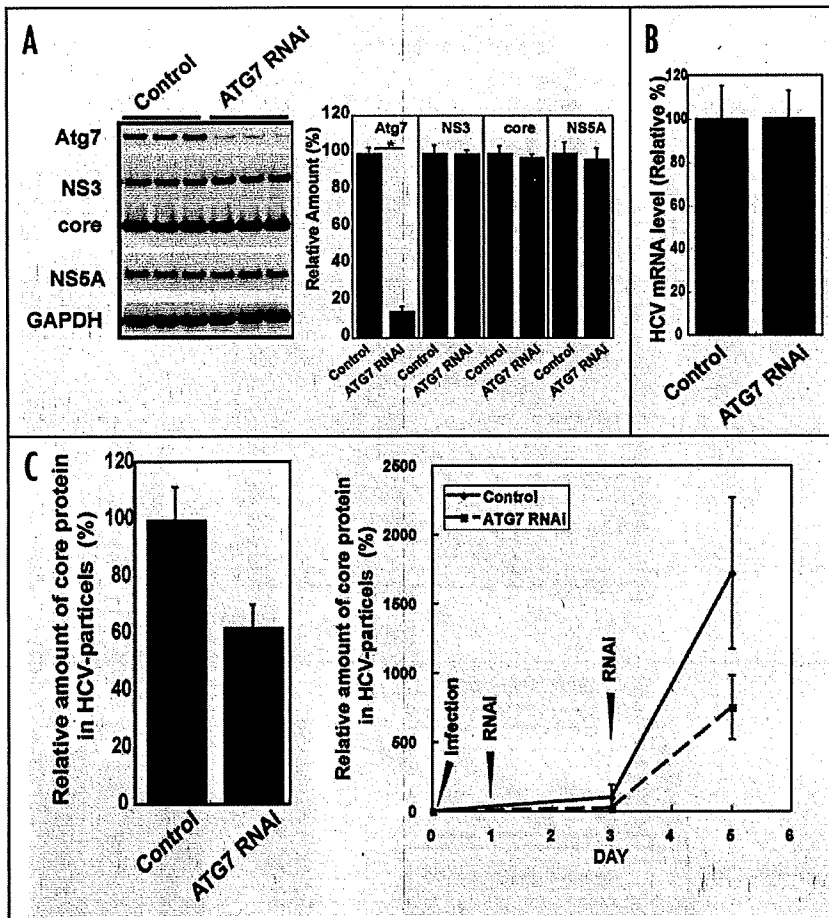 A
Control
ATG7 RNAi
Atg7
NS3
core
NS5A
GAPDH
Relative Amount (%)
120
100
80
60
40
20
0
Atg7
NS3
core
NS5A
*
Control
ATG7 RNAi
Control
ATG7 RNAi
Control
ATG7 RNAi
Control
ATG7 RNAi
B
HCV mRNA level (Relative %)
120
100
80
60
40
20
0
Control
ATG7 RNAi
C
Relative amount of core protein
in HCV-particels (%)
120
100
80
60
40
20
0
Control
ATG7 RNAi
Relative amount of core protein
in HCV-particels (%)
2500
2000
1500
1000
500
0
Control
ATG7 RNAi
Infection
RNAi
RNAi
0
1
2
3
4
5
6
DAY